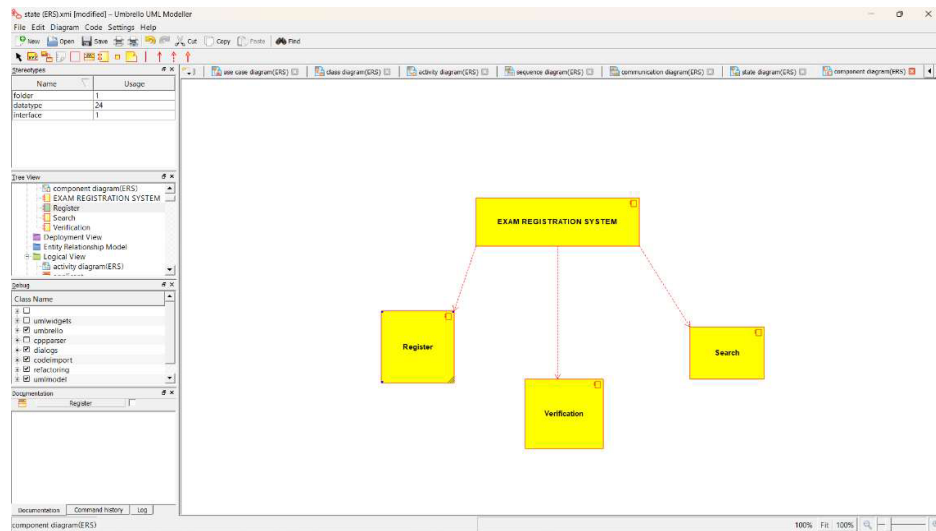 state (ERS).xmi [modified] – Umbrello UML Modeller
File Edit Diagram Code Settings Help
New Open Save Cut Copy Paste Find
Stereotypes
Name Usage
folder 1
datatype 24
interface 1
use case diagram(ERS) class diagram(ERS) activity diagram(ERS) sequence diagram(ERS) communication diagram(ERS) state diagram(ERS) component diagram(ERS)
Tree View
component diagram(ERS)
EXAM REGISTRATION SYSTEM
Register
Search
Verification
Deployment View
Entity Relationship Model
Logical View
activity diagram(ERS)
Debug
Class Name
umlwidgets
umbrello
cppparser
dialogs
codeimport
refactoring
umlmodel
Documentation
Register
Documentation Command history Log
EXAM REGISTRATION SYSTEM
Register
Search
Verification
component diagram(ERS)
100% Fit 100%